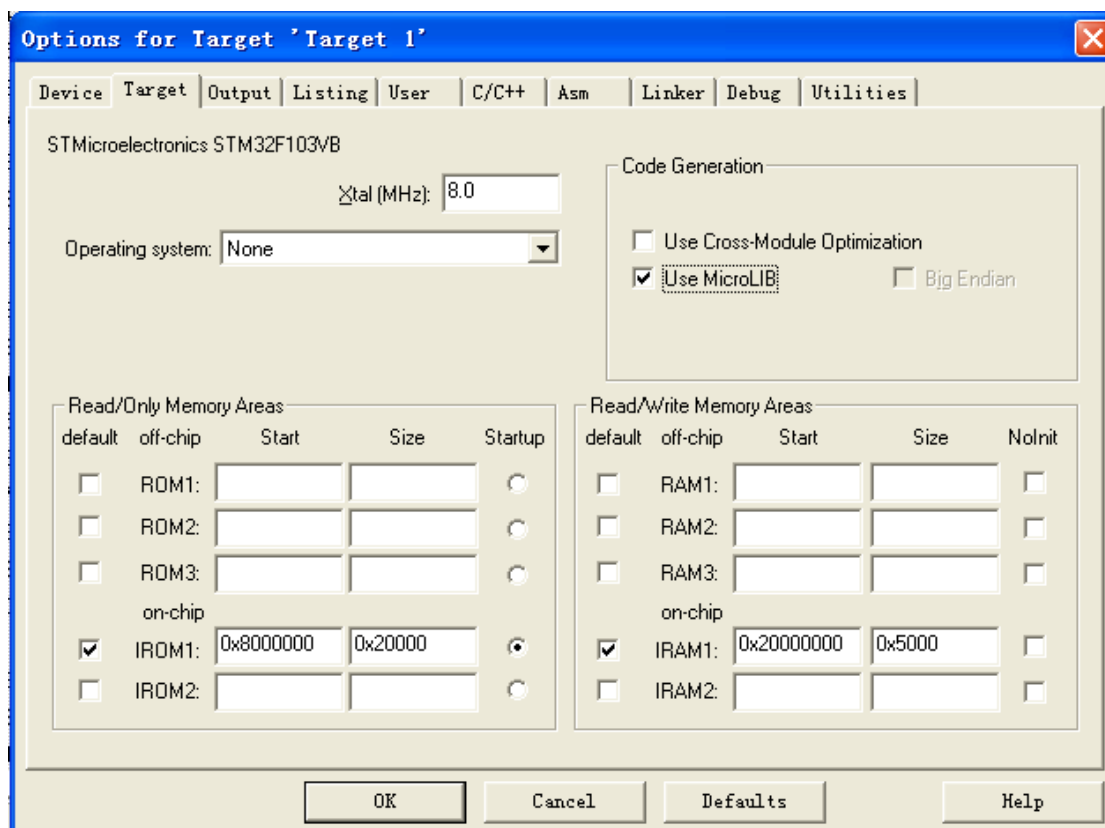 Options for Target 'Target 1'
Device Target Output Listing User C/C++ Asm Linker Debug Utilities
STMicroelectronics STM32F103VB
Xtal (MHz): 8.0
Operating system: None
Code Generation
Use Cross-Module Optimization
Use MicroLIB Big Endian
Read/Only Memory Areas
default off-chip Start Size Startup
ROM1:
ROM2:
ROM3:
on-chip
IROM1: 0x8000000 0x20000
IROM2:
Read/Write Memory Areas
default off-chip Start Size NoInit
RAM1:
RAM2:
RAM3:
on-chip
IRAM1: 0x20000000 0x5000
IRAM2:
OK Cancel Defaults Help